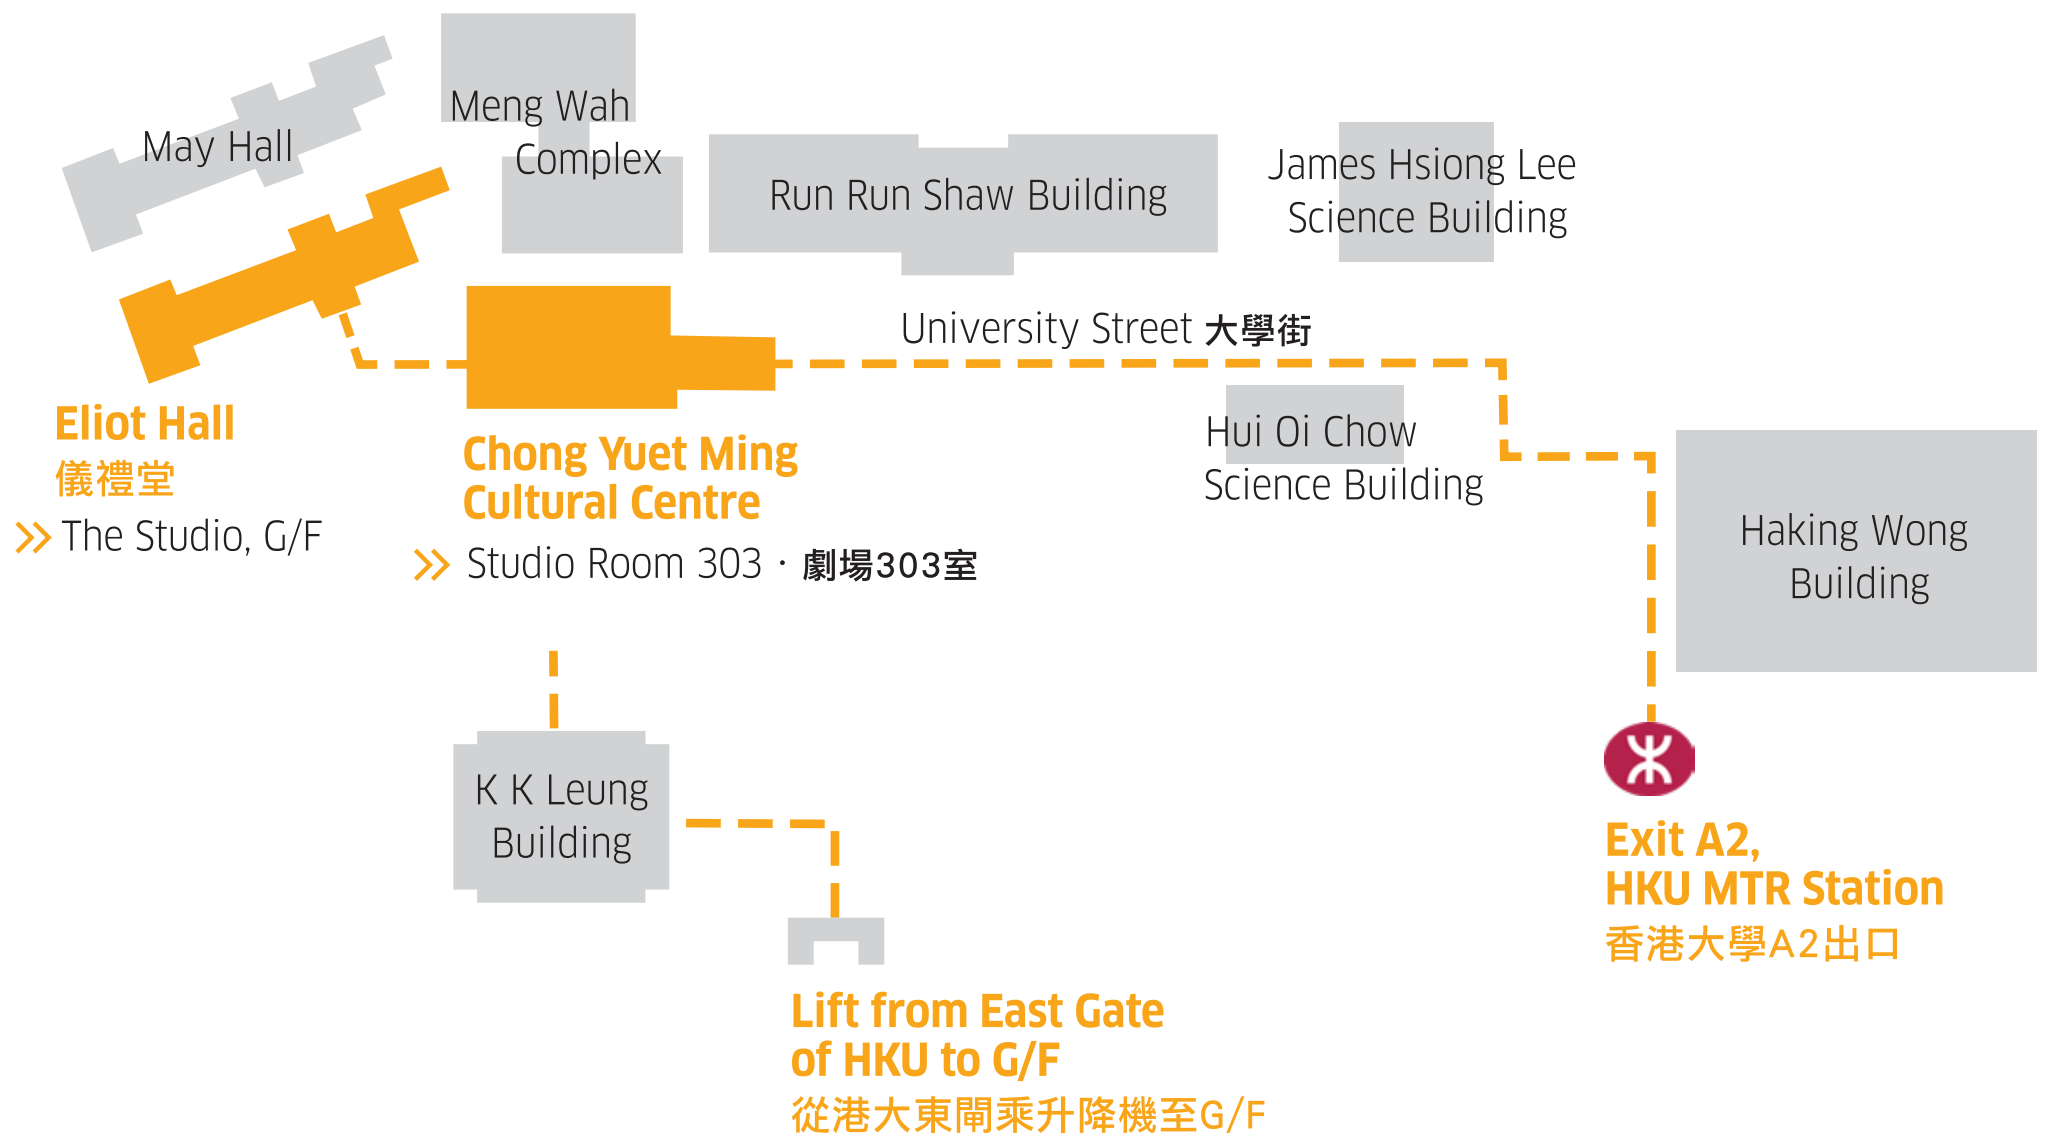 May Hall
Meng Wah
Complex
Run Run Shaw Building
James Hsiong Lee
Science Building
University Street 大學街
Eliot Hall
儀禮堂
The Studio, G/F
Chong Yuet Ming
Cultural Centre
Studio Room 303 · 劇場303室
Hui Oi Chow
Science Building
Haking Wong
Building
K K Leung
Building
Exit A2,
HKU MTR Station
香港大學A2出口
Lift from East Gate
of HKU to G/F
從港大東閘乘升降機至G/F